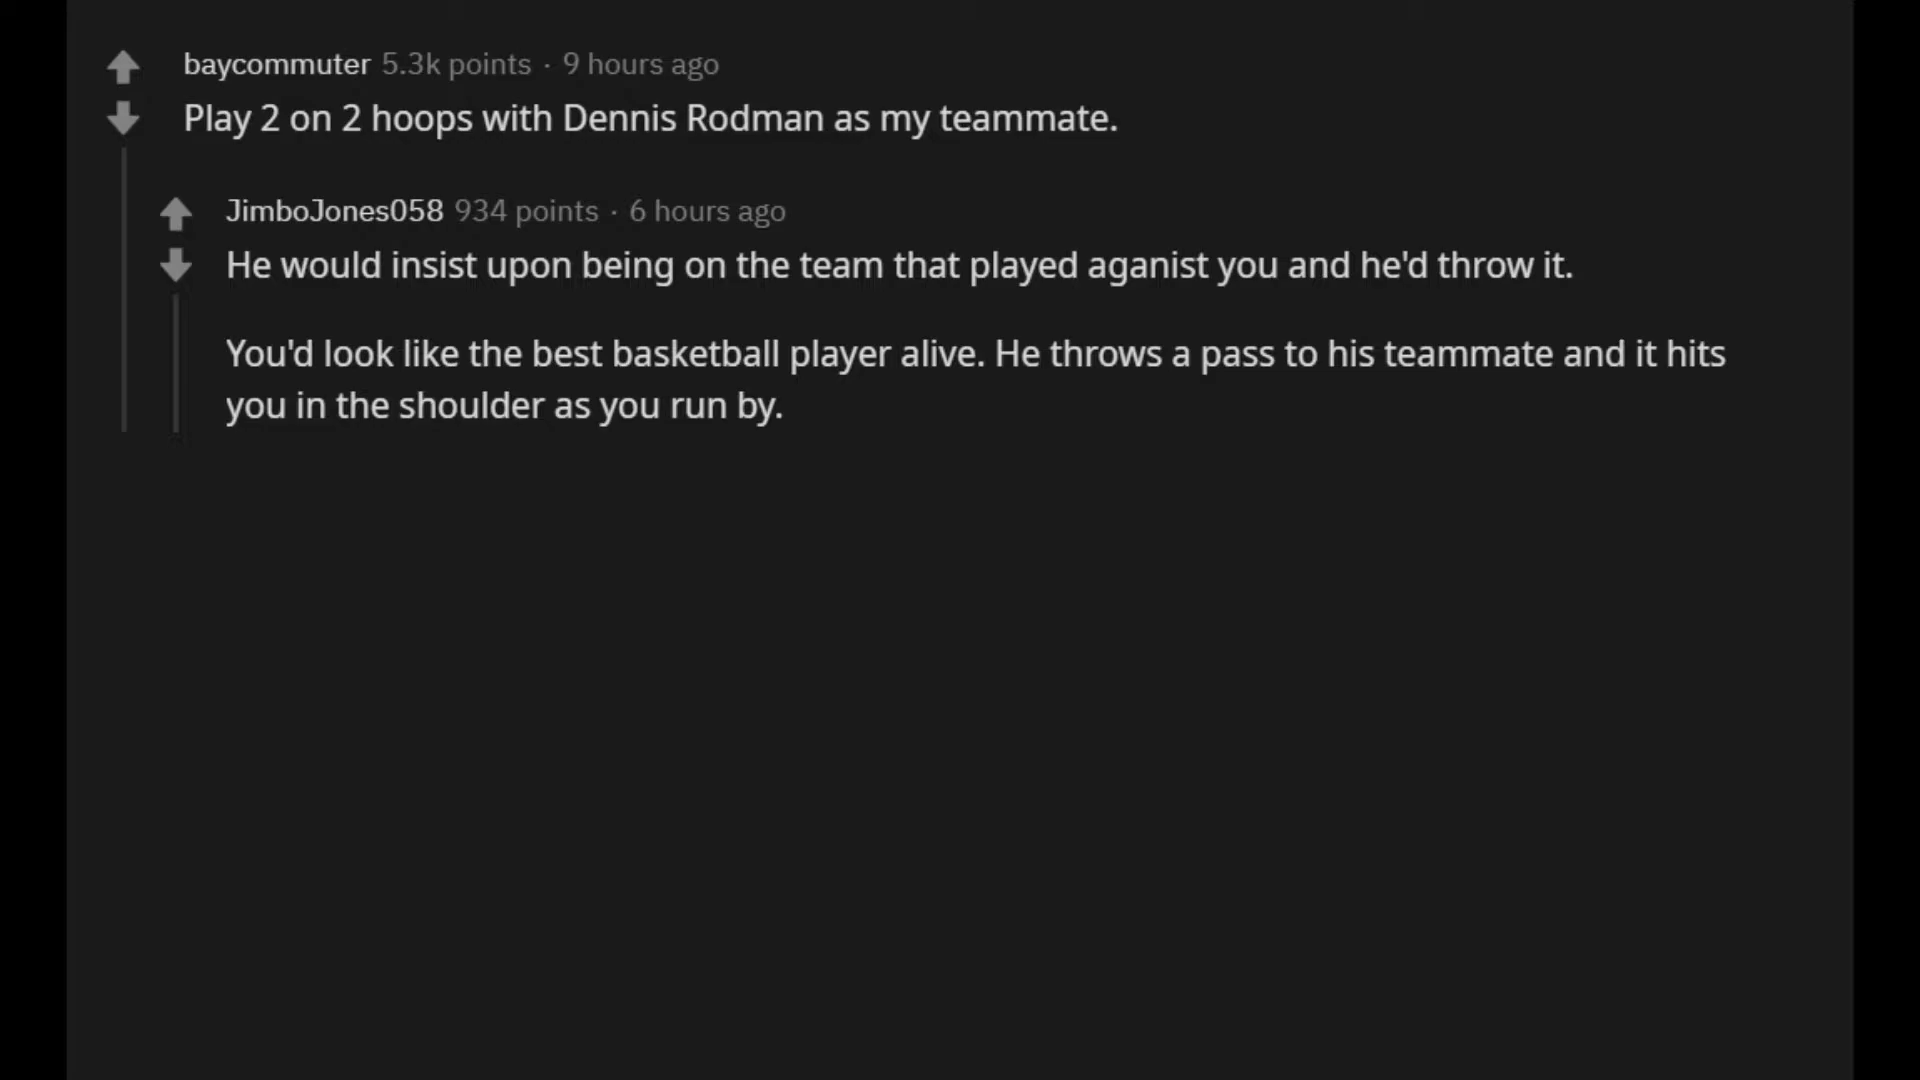 baycommuter 5.3k points · 9 hours ago
Play 2 on 2 hoops with Dennis Rodman as my teammate.
JimboJones058 934 points · 6 hours ago
He would insist upon being on the team that played aganist you and he'd throw it.
You'd look like the best basketball player alive. He throws a pass to his teammate and it hits
you in the shoulder as you run by.